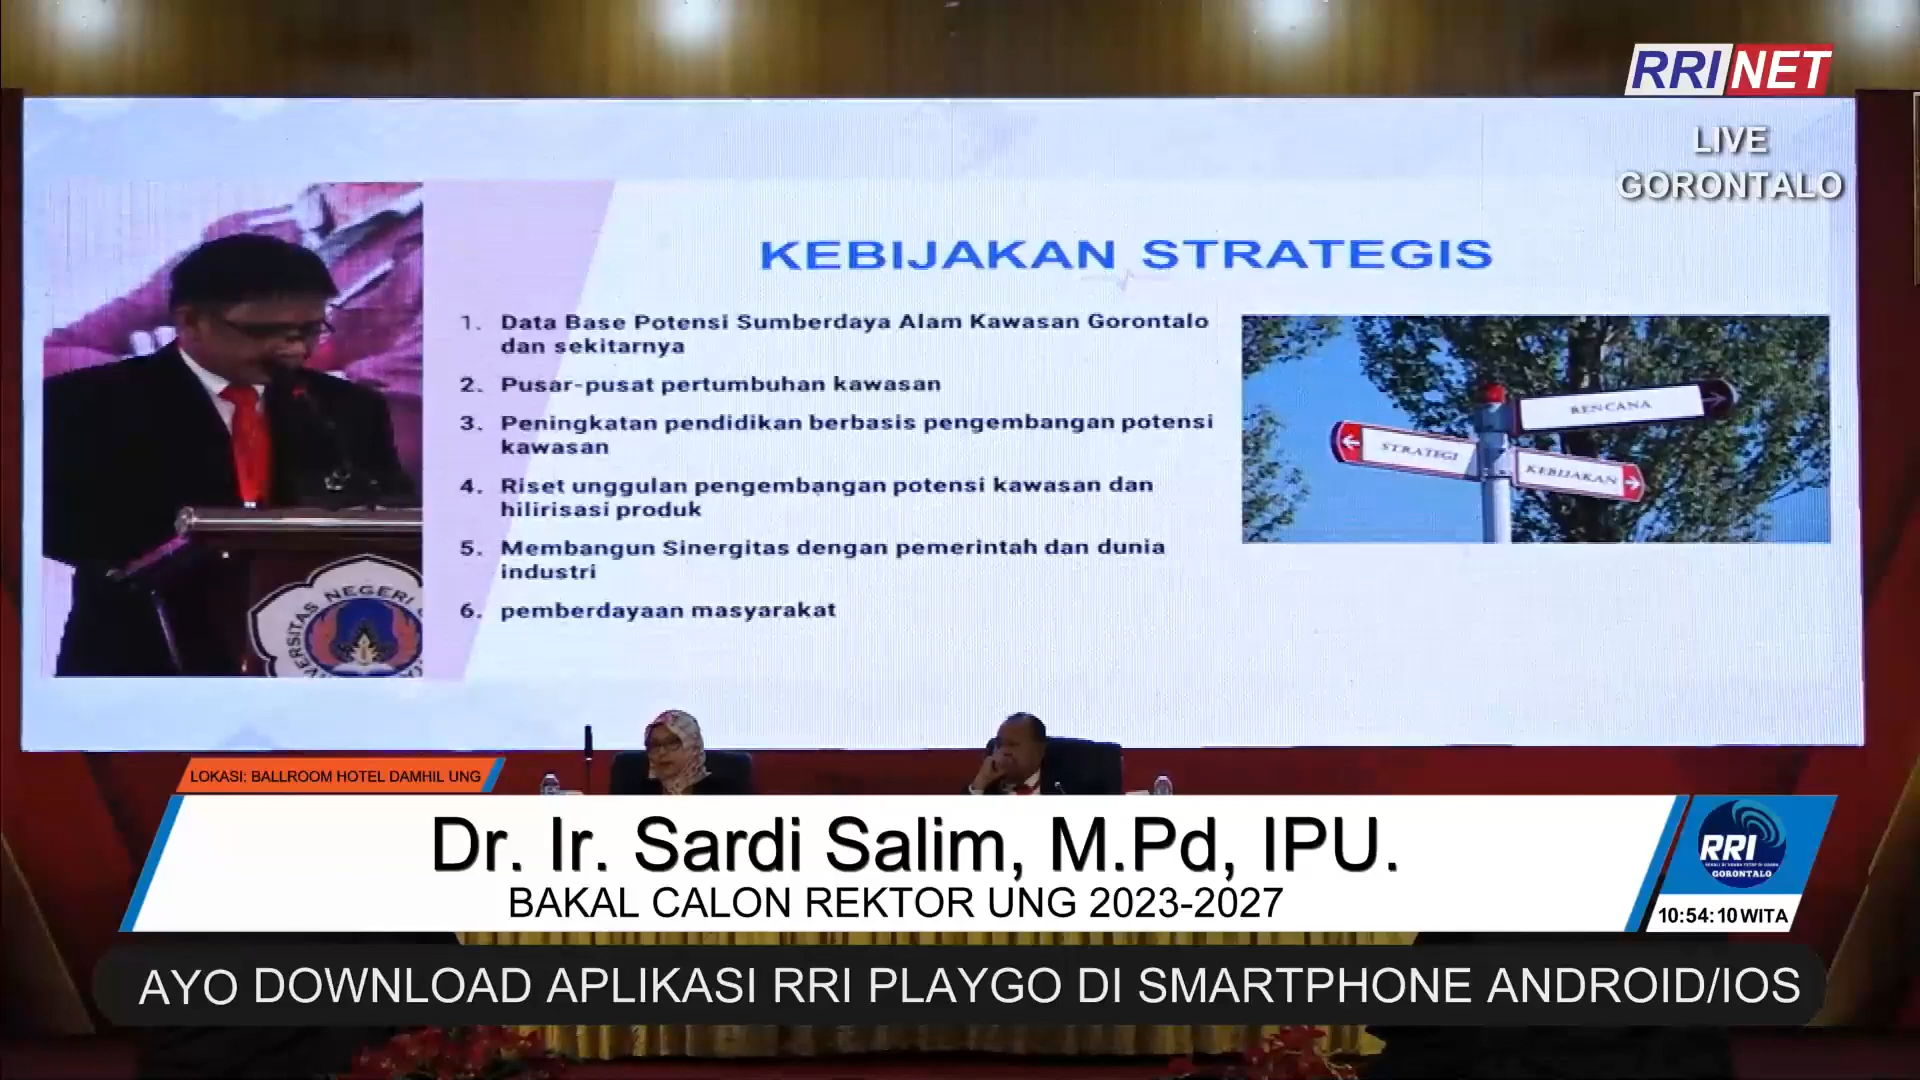 RRINET
LIVE
GORONTALO
KEBIJAKAN STRATEGIS
1. Data Base Potensi Sumberdaya Alam Kawasan Gorontalo
dan sekitarnya
2. Pusar-pusat pertumbuhan kawasan
3. Peningkatan pendidikan berbasis pengembangan potensi
kawasan
4. Riset unggulan pengembangan potensi kawasan dan
hilirisasi produk
5. Membangun Sinergitas dengan pemerintah dan dunia
industri
6. pemberdayaan masyarakat
RENCANA
STRATEGI
KEBIJAKAN
NEGERI
LOKASI: BALLROOM HOTEL DAMHIL UNG
Dr. Ir. Sardi Salim, M.Pd, IPU.
BAKAL CALON REKTOR UNG 2023-2027
RRI
GORONTALO
10:54:10 WITA
AYO DOWNLOAD APLIKASI RRI PLAYGO DI SMARTPHONE ANDROID/IOS